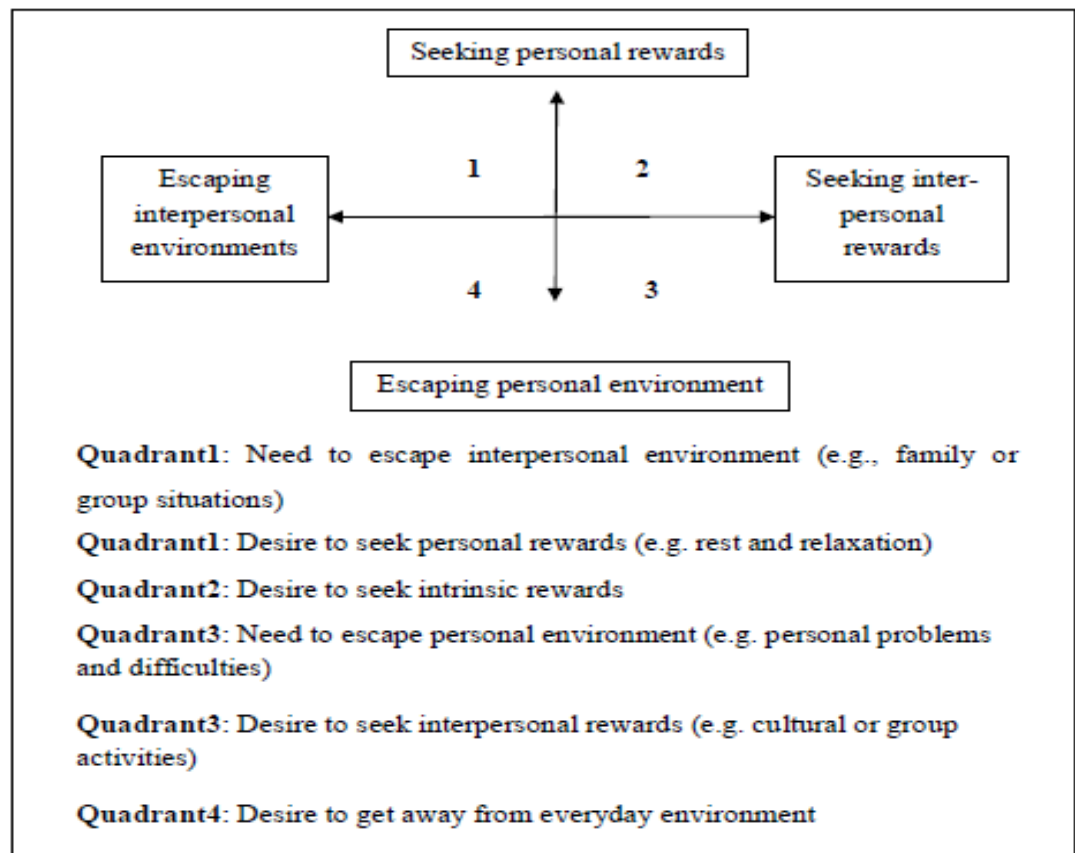 Seeking personal rewards
1
2
Escaping
interpersonal
environments
Seeking inter-
personal
rewards
4
3
Escaping personal environment
Quadrant1: Need to escape interpersonal environment (e.g., family or
group situations)
Quadrant1: Desire to seek personal rewards (e.g. rest and relaxation)
Quadrant2: Desire to seek intrinsic rewards
Quadrant3: Need to escape personal environment (e.g. personal problems
and difficulties)
Quadrant3: Desire to seek interpersonal rewards (e.g. cultural or group
activities)
Quadrant4: Desire to get away from everyday environment